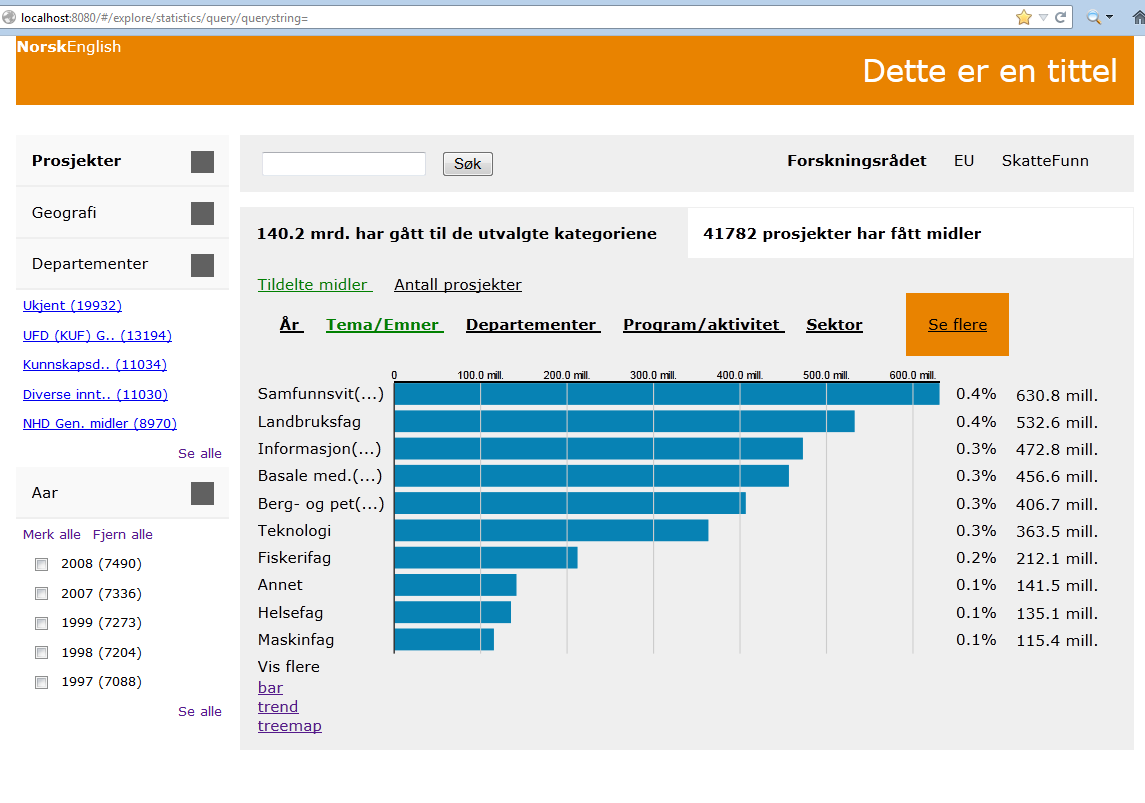 localhost:8080/#/explore/statistics/query/querystring=
NorskEnglish
Dette er en tittel
Prosjekter
Geografi
Departementer
Ukjent (19932)
UFD (KUF) G.. (13194)
Kunnskapsd.. (11034)
Diverse innt.. (11030)
NHD Gen. midler (8970)
Se alle
Aar
Merk alle Fjern alle
2008 (7490)
2007 (7336)
1999 (7273)
1998 (7204)
1997 (7088)
Se alle
Søk
Forskningsrådet EU SkatteFunn
140.2 mrd. har gått til de utvalgte kategoriene
41782 prosjekter har fått midler
Tildelte midler Antall prosjekter
År Tema/Emner Departementer Program/aktivitet Sektor
Se flere
0 100.0 mill. 200.0 mill. 300.0 mill. 400.0 mill. 500.0 mill. 600.0 mill.
Samfunnsvit(...) 0.4% 630.8 mill.
Landbruksfag 0.4% 532.6 mill.
Informasjon(...) 0.3% 472.8 mill.
Basale med.(...) 0.3% 456.6 mill.
Berg- og pet(...) 0.3% 406.7 mill.
Teknologi 0.3% 363.5 mill.
Fiskerifag 0.2% 212.1 mill.
Annet 0.1% 141.5 mill.
Helsefag 0.1% 135.1 mill.
Maskinfag 0.1% 115.4 mill.
Vis flere
bar
trend
treemap